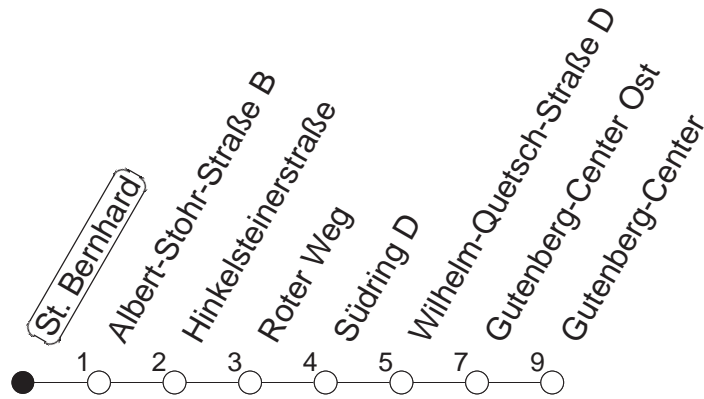 St. Bernhard
Albert-Stohr-Straße B
Hinkelsteinerstraße
Roter Weg
Südring D
Wilhelm-Quetsch-Straße D
Gutenberg-Center Ost
Gutenberg-Center
1 2 3 4 5 7 9